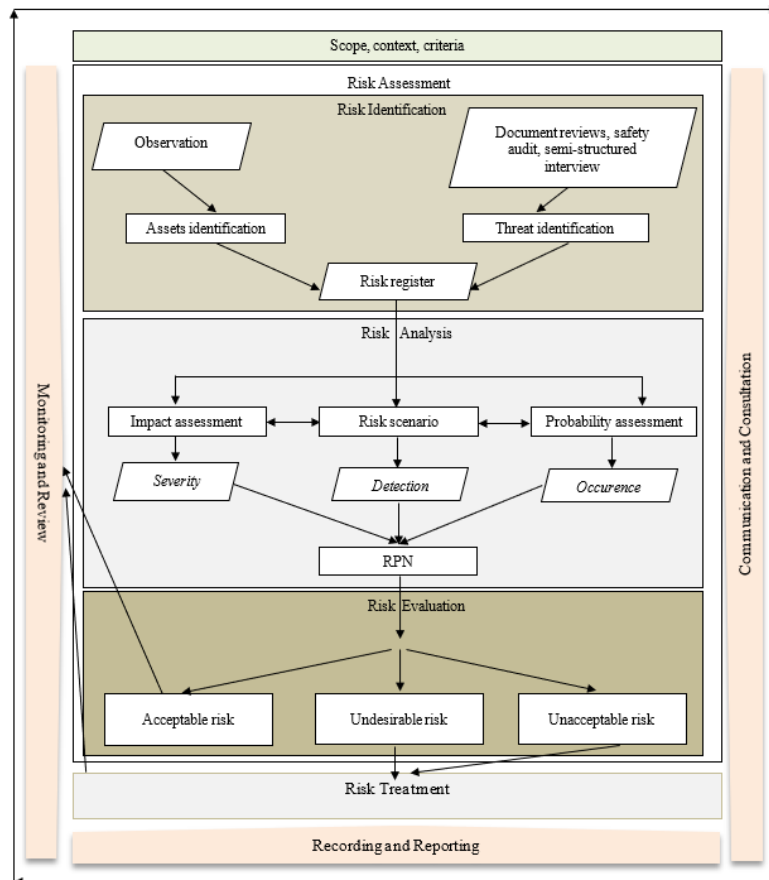 Scope, context, criteria
Risk Assessment
Risk Identification
Observation
Document reviews, safety
audit, semi-structured
interview
Assets identification
Threat identification
Risk register
Risk Analysis
Impact assessment
Risk scenario
Probability assessment
Severity
Detection
Occurence
RPN
Risk Evaluation
Acceptable risk
Undesirable risk
Unacceptable risk
Risk Treatment
Recording and Reporting
Monitoring and Review
Communication and Consultation